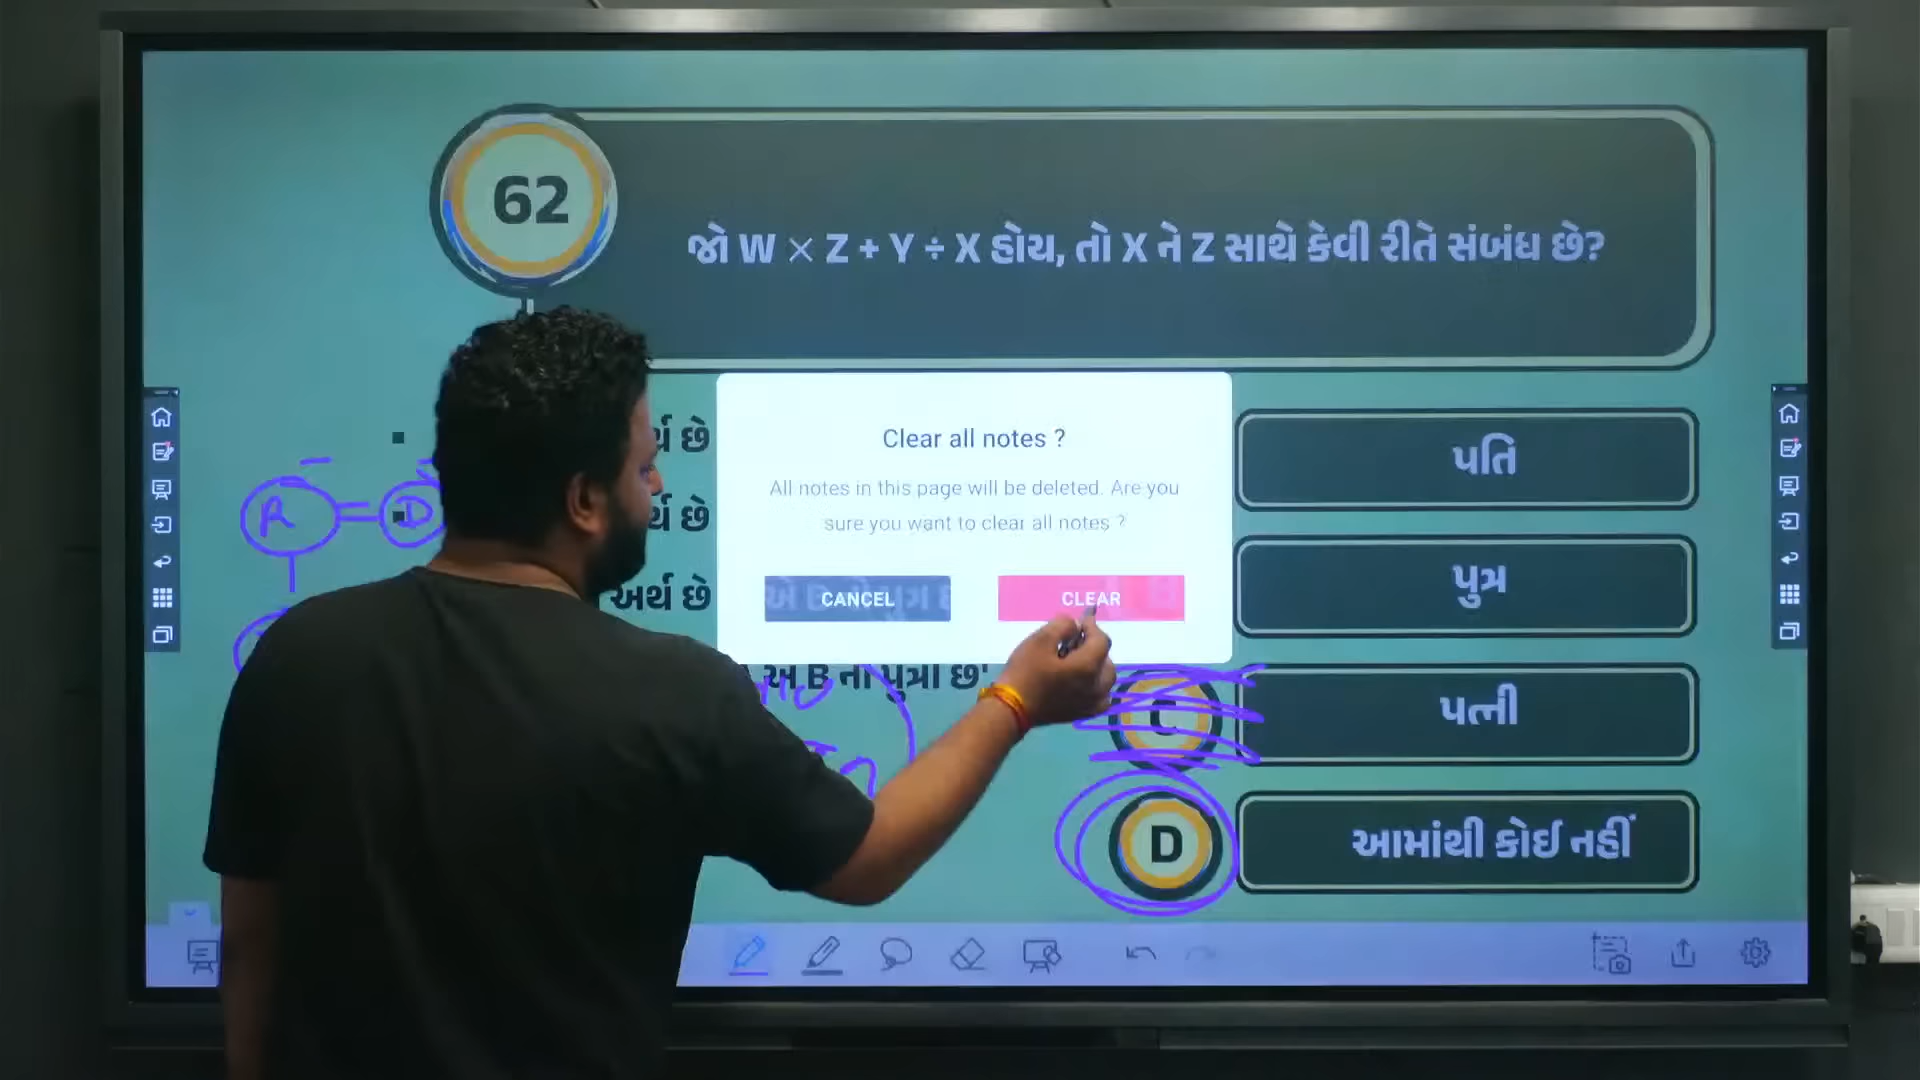 62
જો W × Z + Y ÷ X હોય, તો X ને Z સાથે કેવી રીતે સંબંધ છે?
છે
છે
અર્થ છે
R = D
Clear all notes ?
All notes in this page will be deleted. Are you
sure you want to clear all notes ?
CANCEL
CLEAR
પતિ
પુત્ર
C પત્ની
D આમાંથી કોઈ નહીં